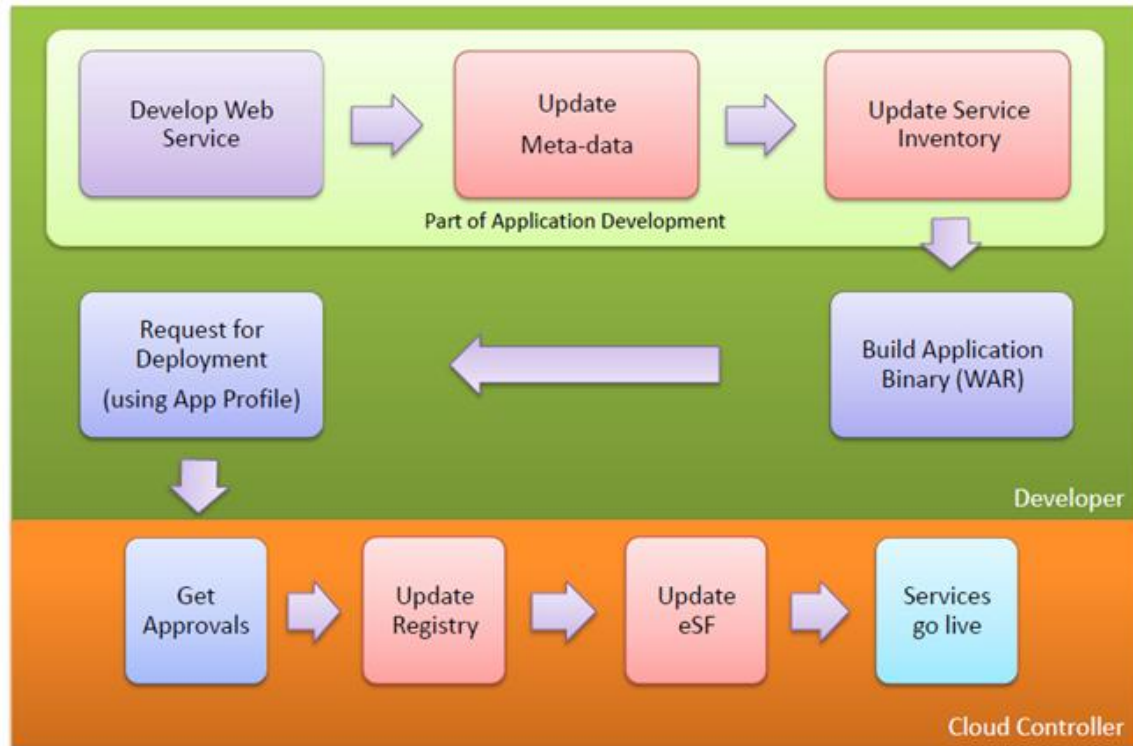 Develop Web
Service
Update
Meta-data
Update Service
Inventory
Part of Application Development
Build Application
Binary (WAR)
Request for
Deployment
(using App Profile)
Developer
Get
Approvals
Update
Registry
Update
eSF
Services
go live
Cloud Controller